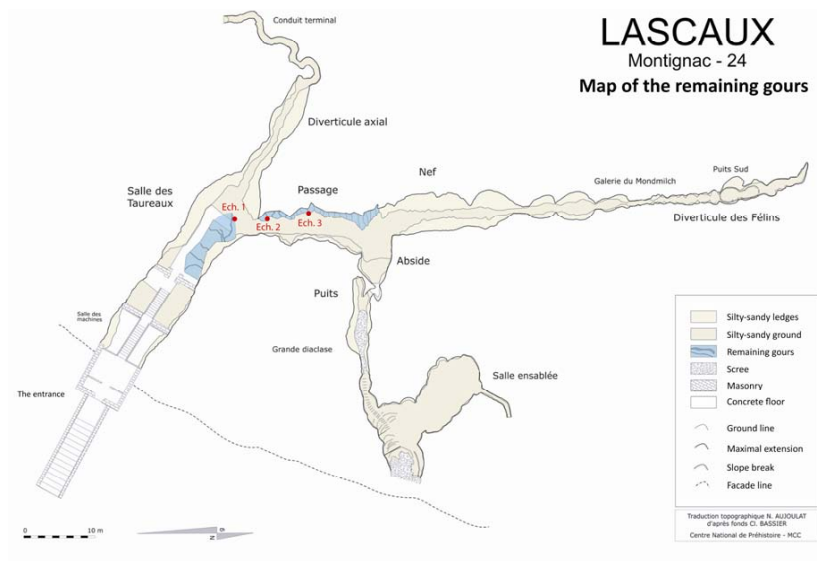 LASCAUX
Montignac - 24
Map of the remaining gours
Conduit terminal
Diverticule axial
Salle des
Taureaux
Ech. 1
Passage
Ech. 2
Ech. 3
Nef
Galerie du Mondmilch
Puits Sud
Diverticule des Félins
Abside
Puits
Salle des
machines
Grande diaclase
Salle ensablée
The entrance
Silty-sandy ledges
Silty-sandy ground
Remaining gours
Scree
Masonry
Concrete floor
Ground line
Maximal extension
Slope break
Facade line
Traduction topographique N. AUJOULAT
d'après fonds Cl. BASSIER
Centre National de Préhistoire - MCC
0 10 m
N